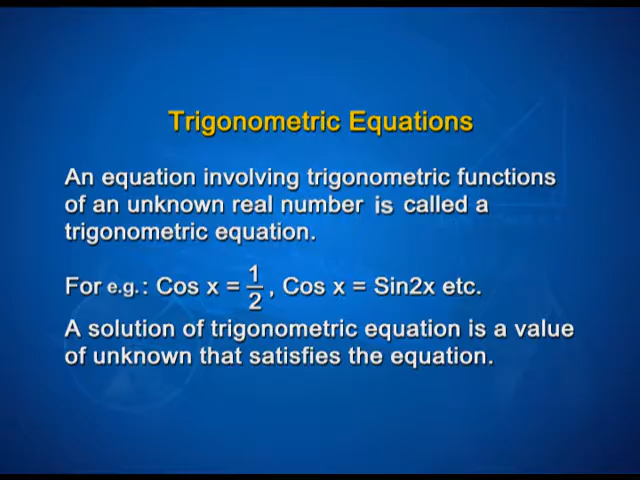 Trigonometric Equations
An equation involving trigonometric functions
of an unknown real number is called a
trigonometric equation.
For e.g.: Cos x = 1/2, Cos x = Sin2x etc.
A solution of trigonometric equation is a value
of unknown that satisfies the equation.